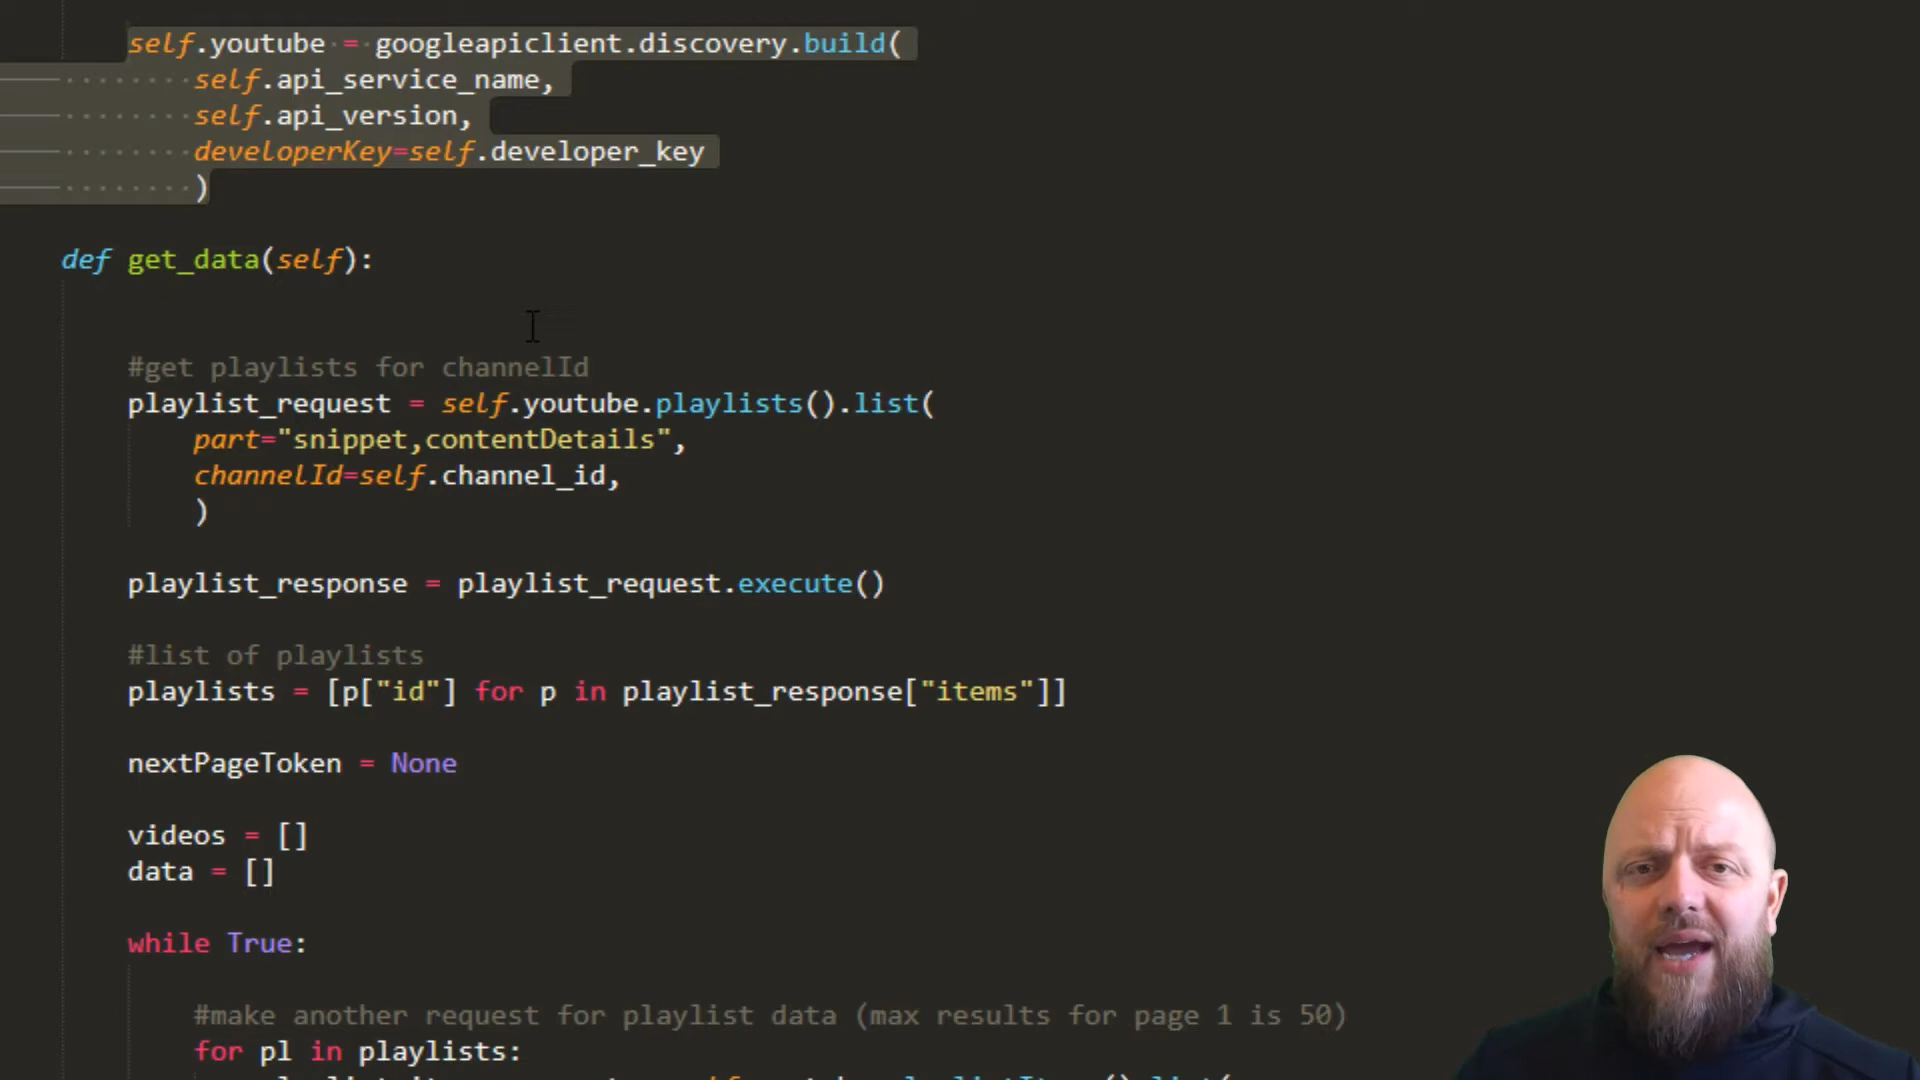 self.youtube = googleapiclient.discovery.build(
self.api_service_name,
self.api_version,
developerKey=self.developer_key
)
def get_data(self):
#get playlists for channelId
playlist_request = self.youtube.playlists().list(
part="snippet,contentDetails",
channelId=self.channel_id,
)
playlist_response = playlist_request.execute()
#list of playlists
playlists = [p["id"] for p in playlist_response["items"]]
nextPageToken = None
videos = []
data = []
while True:
#make another request for playlist data (max results for page 1 is 50)
for pl in playlists: